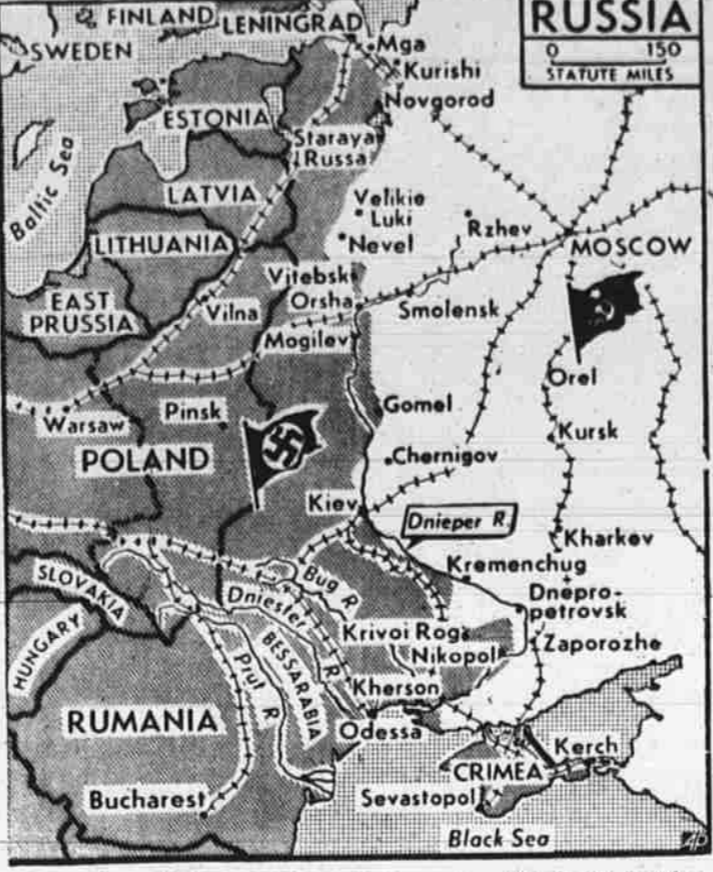 RUSSIA
0 150
STATUTE MILES
FINLAND
LENINGRAD
SWEDEN
Mga
Kurishi
Novgorod
ESTONIA
Staraya
Russa
Baltic Sea
LATVIA
Velikie
Luki
Rzhev
LITHUANIA
Nevel
MOSCOW
Vitebsk
EAST
PRUSSIA
Vilna
Orsha
Smolensk
Mogilev
Orel
Warsaw
Pinsk
Gomel
Kursk
POLAND
Chernigov
Kiev
Dnieper R.
Kharkov
SLOVAKIA
Bug R
Kremenchug
Dniester R
Dnepro-
petrovsk
HUNGARY
BESSARABIA
Krivoi Rog
Nikopol
Zaporozhe
Prut R
Kherson
RUMANIA
Odessa
Kerch
CRIMEA
Bucharest
Sevastopol
Black Sea
AP